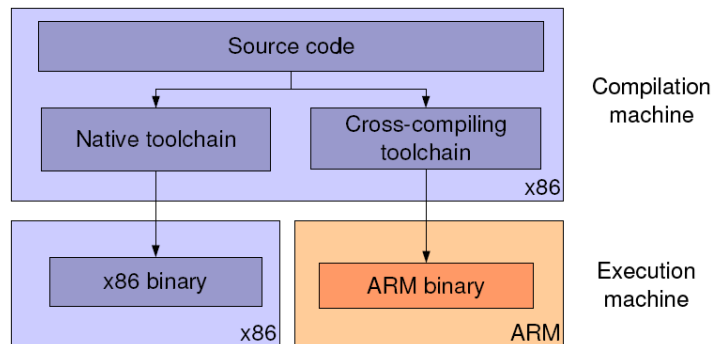 Source code
Native toolchain
Cross-compiling
toolchain
x86
Compilation
machine
x86 binary
x86
ARM binary
ARM
Execution
machine